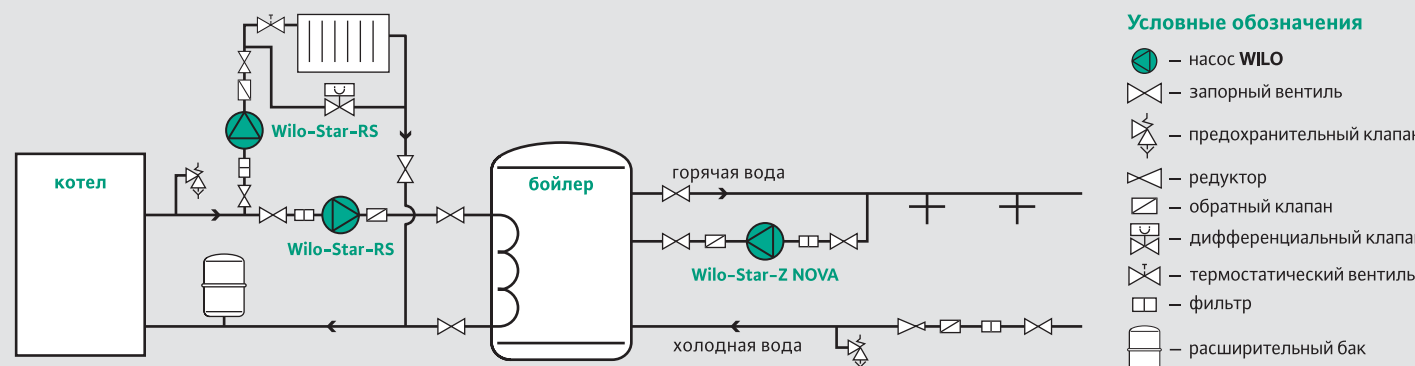 Условные обозначения
– насос WILO
– запорный вентиль
– предохранительный клапан
– редуктор
– обратный клапан
– дифференциальный клапан
– термостатический вентиль
– фильтр
– расширительный бак
Wilo-Star-RS
котел
Wilo-Star-RS
бойлер
горячая вода
Wilo-Star-Z NOVA
холодная вода